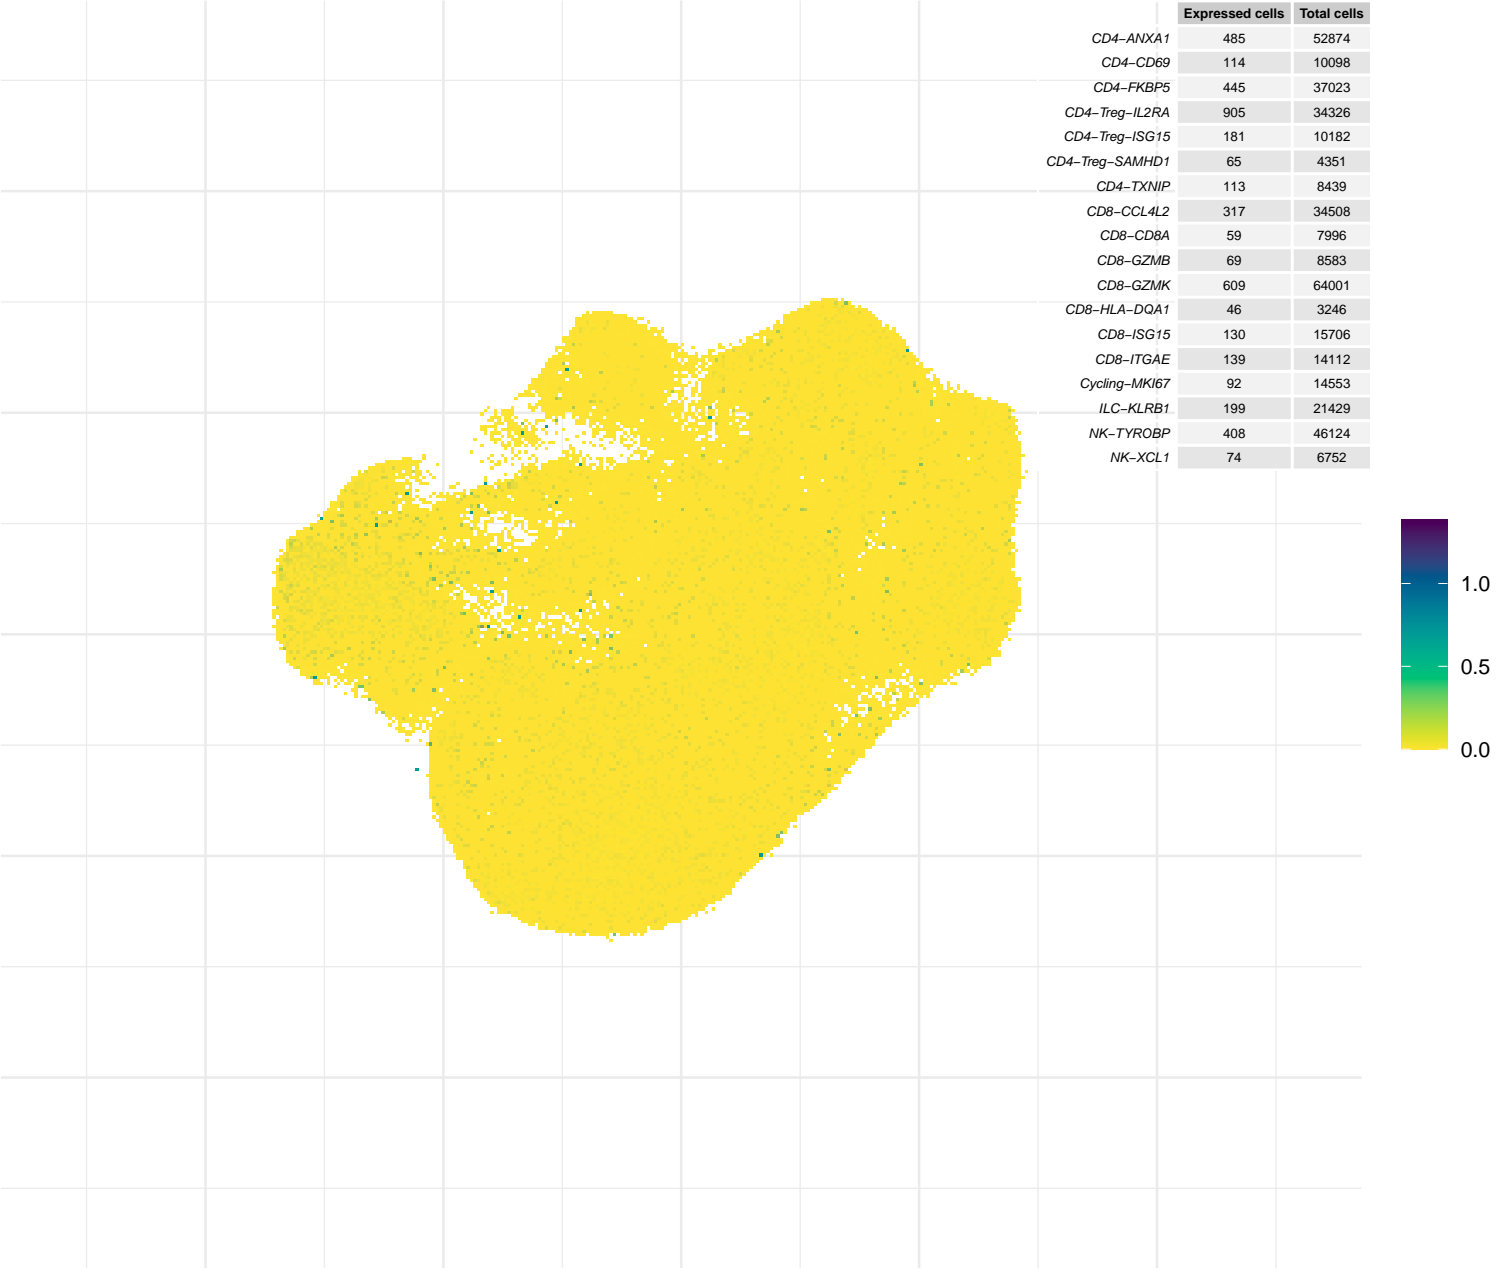 Expressed cells Total cells
CD4−ANXA1 485 52874
CD4−CD69 114 10098
CD4−FKBP5 445 37023
CD4−Treg−IL2RA 905 34326
CD4−Treg−ISG15 181 10182
CD4−Treg−SAMHD1 65 4351
CD4−TXNIP 113 8439
CD8−CCL4L2 317 34508
CD8−CD8A 59 7996
CD8−GZMB 69 8583
CD8−GZMK 609 64001
CD8−HLA−DQA1 46 3246
CD8−ISG15 130 15706
CD8−ITGAE 139 14112
Cycling−MKI67 92 14553
ILC−KLRB1 199 21429
NK−TYROBP 408 46124
NK−XCL1 74 6752
1.0
0.5
0.0